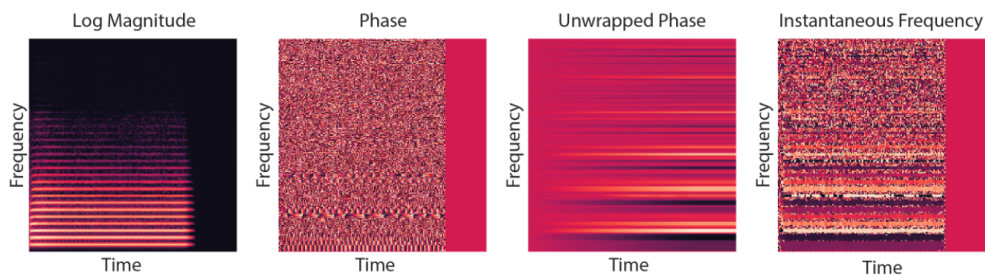 Log Magnitude
Phase
Unwrapped Phase
Instantaneous Frequency
Frequency
Frequency
Frequency
Frequency
Time
Time
Time
Time